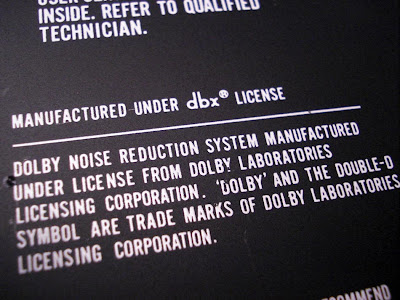 INSIDE. REFER TO QUALIFIED
TECHNICIAN.
MANUFACTURED UNDER dbx® LICENSE
DOLBY NOISE REDUCTION SYSTEM MANUFACTURED
UNDER LICENSE FROM DOLBY LABORATORIES
LICENSING CORPORATION. 'DOLBY' AND THE DOUBLE-D
SYMBOL ARE TRADE MARKS OF DOLBY LABORATORIES
LICENSING CORPORATION.